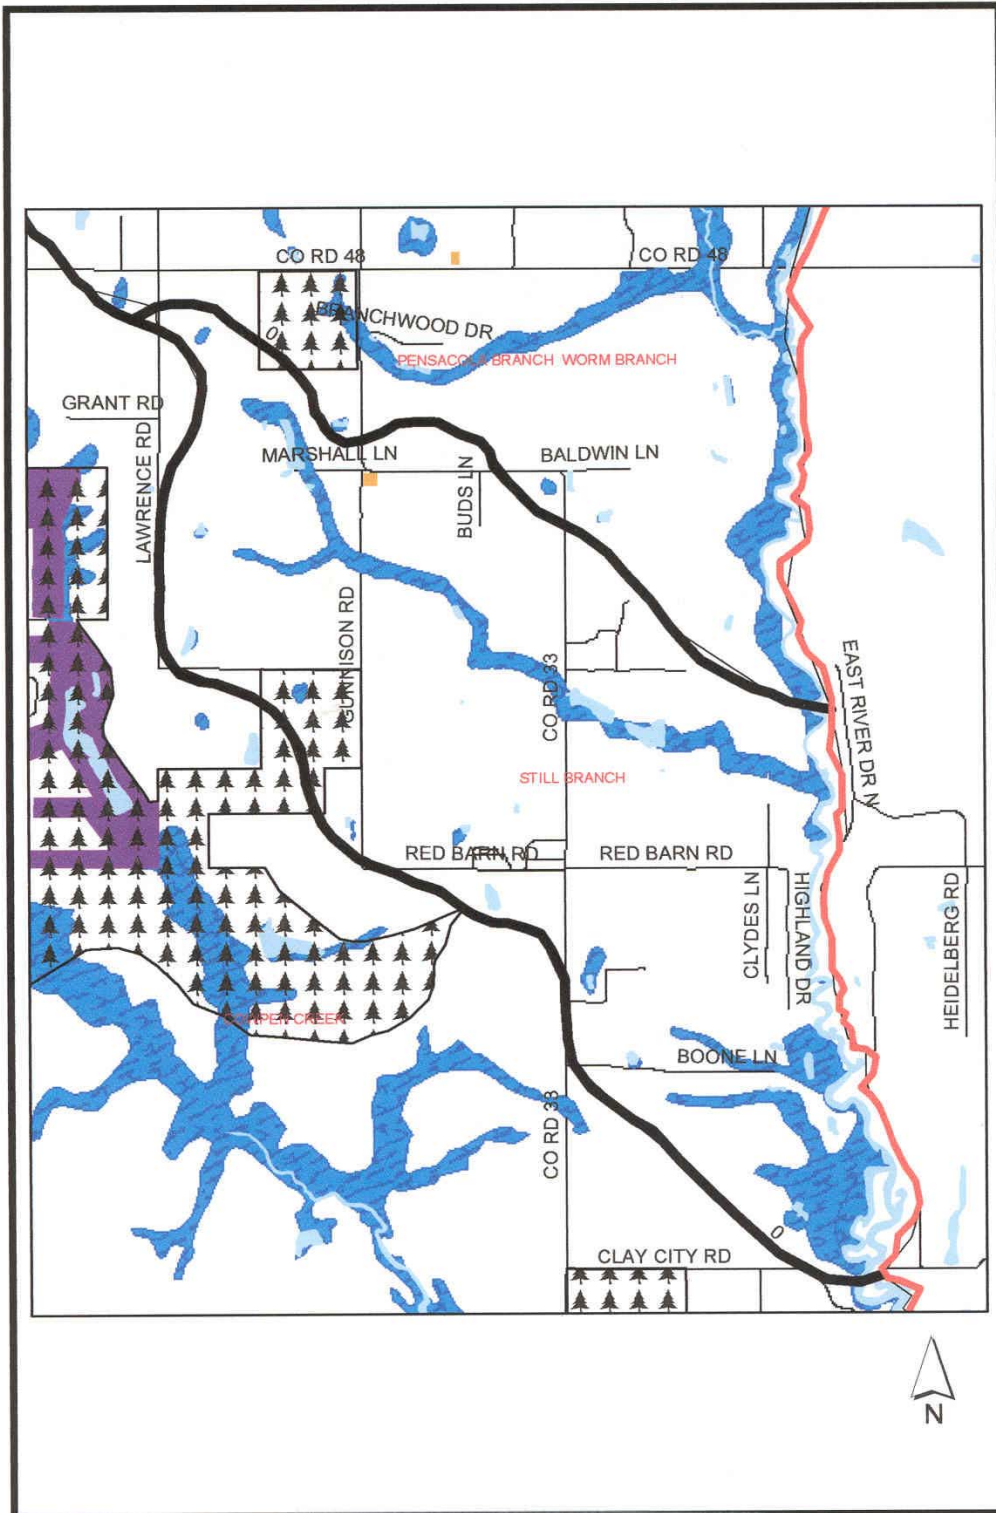 CO RD 48
CO RD 48
BRANCHWOOD DR
0
PENSACOLA BRANCH WORM BRANCH
GRANT RD
LAWRENCE RD
MARSHALL LN
BALDWIN LN
BUDS LN
GUNNISON RD
CO RD 33
EAST RIVER DR N
STILL BRANCH
RED BARN RD
RED BARN RD
CLYDES LN
HIGHLAND DR
HEIDELBERG RD
CREEK
BOONE LN
CO RD 33
0
CLAY CITY RD
N